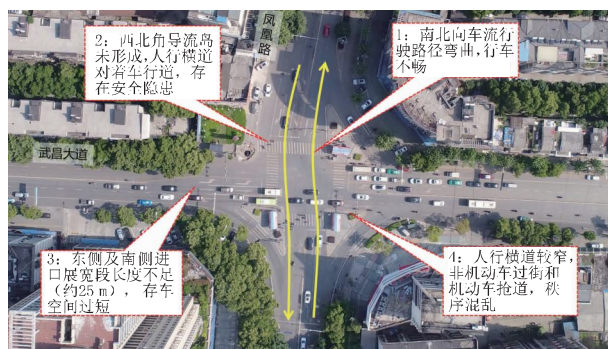 凤凰路
2：西北角导流岛
未形成，人行横道
对着车行道，存
在安全隐患
1：南北向车流行
驶路径弯曲，行车
不畅
武昌大道
3：东侧及南侧进
口展宽段长度不足
（约25 m），存车
空间过短
4：人行横道较窄，
非机动车过街和
机动车抢道，秩
序混乱